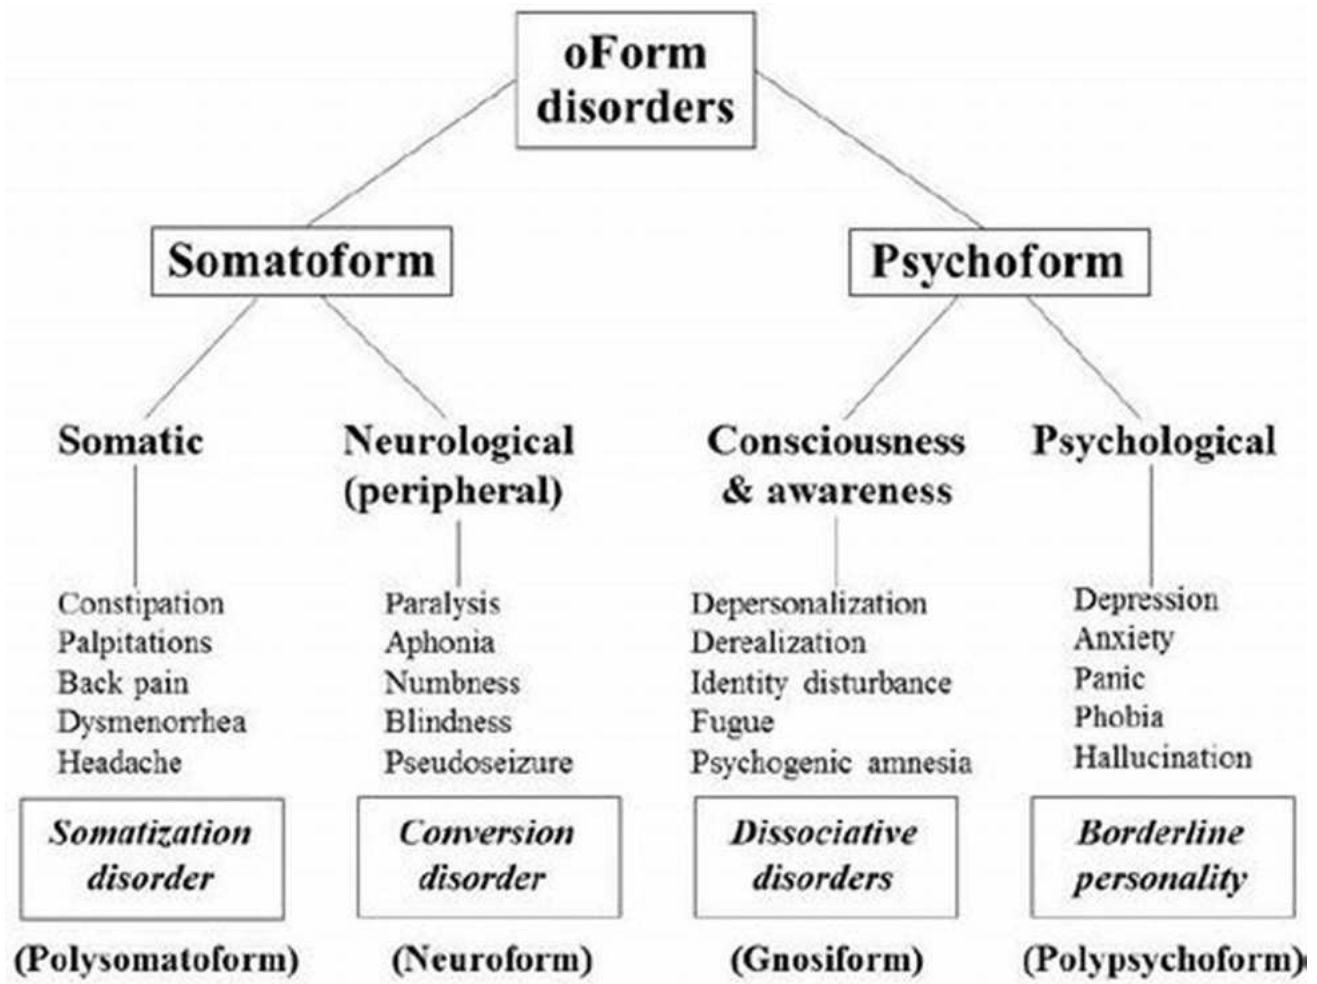 oForm
disorders
Somatoform
Psychoform
Somatic
Neurological
(peripheral)
Consciousness
& awareness
Psychological
Constipation
Palpitations
Back pain
Dysmenorrhea
Headache
Paralysis
Aphonia
Numbness
Blindness
Pseudoseizure
Depersonalization
Derealization
Identity disturbance
Fugue
Psychogenic amnesia
Depression
Anxiety
Panic
Phobia
Hallucination
Somatization
disorder
Conversion
disorder
Dissociative
disorders
Borderline
personality
(Polysomatoform)
(Neuroform)
(Gnosiform)
(Polypsychoform)